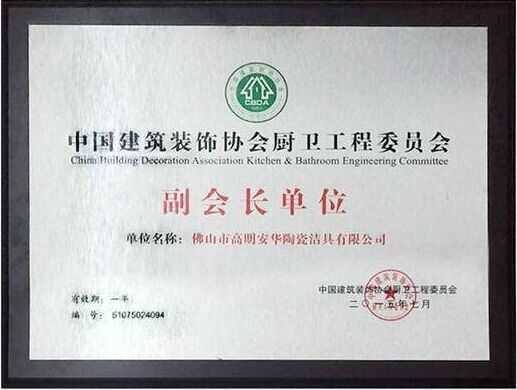 CBDA
中国建筑装饰协会厨卫工程委员会
China Building Decoration Association Kitchen & Bathroom Engineering Committee
副会长单位
单位名称：佛山市高明安华陶瓷洁具有限公司
中国建筑装饰协会厨卫工程委员会
二〇一五年七月
有效期：一年
编 号：51075024094